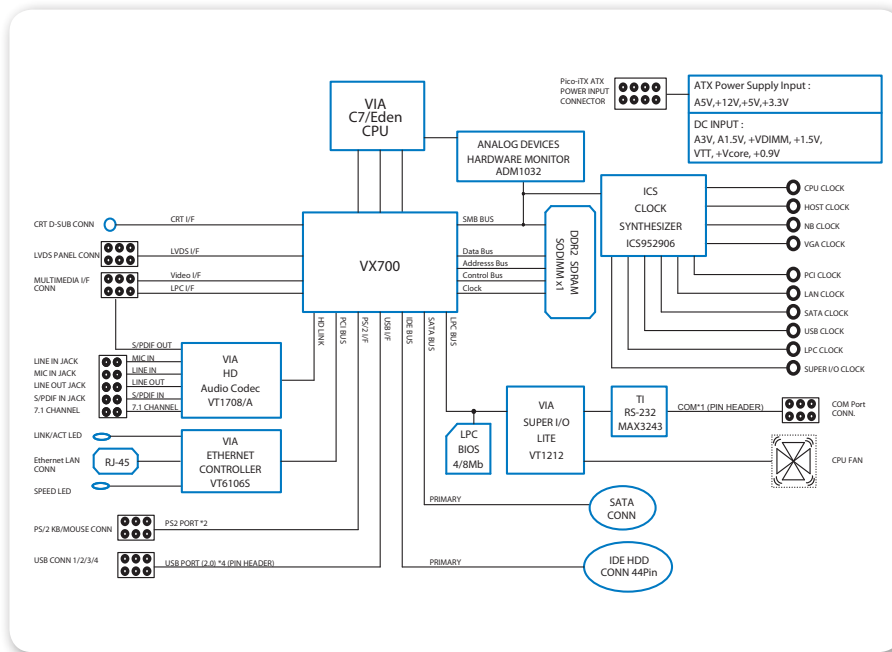 Pico-iTX ATX
POWER INPUT
CONNECTOR
ATX Power Supply Input :
A5V,+12V,+5V,+3.3V
DC INPUT :
A3V, A1.5V, +VDIMM, +1.5V,
VTT, +Vcore, +0.9V
VIA
C7/Eden
CPU
ANALOG DEVICES
HARDWARE MONITOR
ADM1032
ICS
CLOCK
SYNTHESIZER
ICS952906
CPU CLOCK
HOST CLOCK
NB CLOCK
VGA CLOCK
PCI CLOCK
LAN CLOCK
SATA CLOCK
USB CLOCK
LPC CLOCK
SUPER I/O CLOCK
CRT D-SUB CONN
CRT I/F
LVDS PANEL CONN
LVDS I/F
MULTIMEDIA I/F
CONN
Video I/F
LPC I/F
VX700
SMB BUS
Data Bus
Addresss Bus
Control Bus
Clock
DDR2 SDRAM
SODIMM x1
HD LINK
PCI BUS
PS/2 I/F
USB I/F
IDE BUS
SATA BUS
LPC BUS
S/PDIF OUT
LINE IN JACK
MIC IN
MIC IN JACK
LINE IN
LINE OUT JACK
LINE OUT
S/PDIF IN JACK
S/PDIF IN
7.1 CHANNEL
7.1 CHANNEL
VIA
HD
Audio Codec
VT1708/A
LINK/ACT LED
Ethernet LAN
CONN
RJ-45
SPEED LED
VIA
ETHERNET
CONTROLLER
VT6106S
LPC
BIOS
4/8Mb
VIA
SUPER I/O
LITE
VT1212
TI
RS-232
MAX3243
COM*1 (PIN HEADER)
COM Port
CONN.
CPU FAN
PS/2 KB/MOUSE CONN
PS2 PORT *2
PRIMARY
SATA
CONN
USB CONN 1/2/3/4
USB PORT (2.0) *4 (PIN HEADER)
PRIMARY
IDE HDD
CONN 44Pin